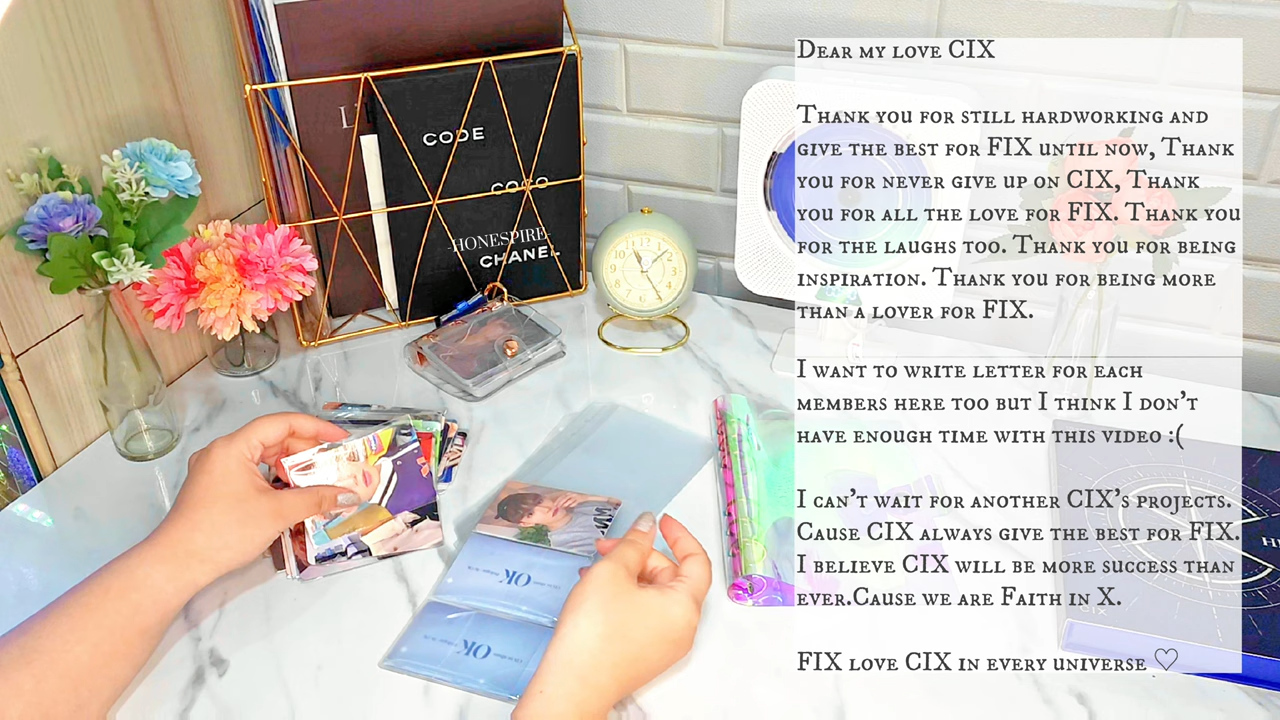 CODE
COCO
-HONESPIRE-
CHANEL
OK'
OK'
Dear my love CIX
Thank you for still hardworking and
give the best for FIX until now, Thank
you for never give up on CIX, Thank
you for all the love for FIX. Thank you
for the laughs too. Thank you for being
inspiration. Thank you for being more
than a lover for FIX.
I want to write letter for each
members here too but I think I don't
have enough time with this video :(
I can't wait for another CIX's projects.
Cause CIX always give the best for FIX.
I believe CIX will be more success than
ever.Cause we are Faith in X.
FIX love CIX in every universe ♡